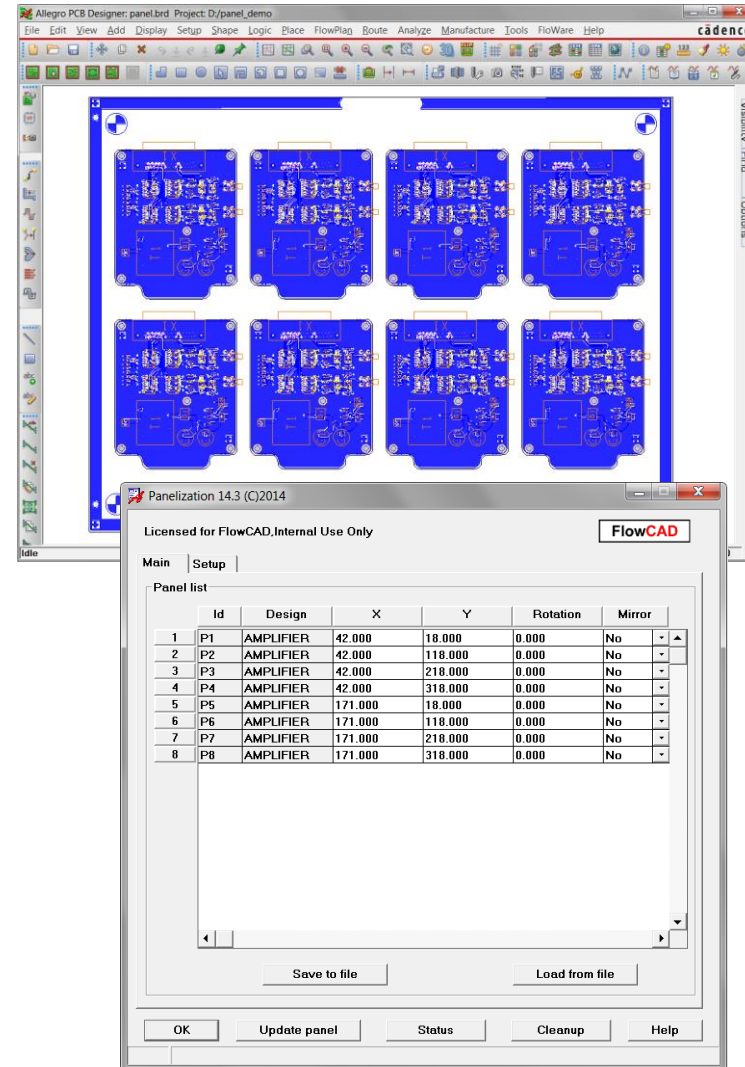 Allegro PCB Designer: panel.brd Project: D:/panel_demo
File Edit View Add Display Setup Shape Logic Place FlowPlan Route Analyze Manufacture Tools FloWare Help
cādence
Visibility Find Options
Idle
Panelization 14.3 (C)2014
Licensed for FlowCAD,Internal Use Only
FlowCAD
Main Setup
Panel list
Id Design X Y Rotation Mirror
1 P1 AMPLIFIER 42.000 18.000 0.000 No
2 P2 AMPLIFIER 42.000 118.000 0.000 No
3 P3 AMPLIFIER 42.000 218.000 0.000 No
4 P4 AMPLIFIER 42.000 318.000 0.000 No
5 P5 AMPLIFIER 171.000 18.000 0.000 No
6 P6 AMPLIFIER 171.000 118.000 0.000 No
7 P7 AMPLIFIER 171.000 218.000 0.000 No
8 P8 AMPLIFIER 171.000 318.000 0.000 No
Save to file Load from file
OK Update panel Status Cleanup Help